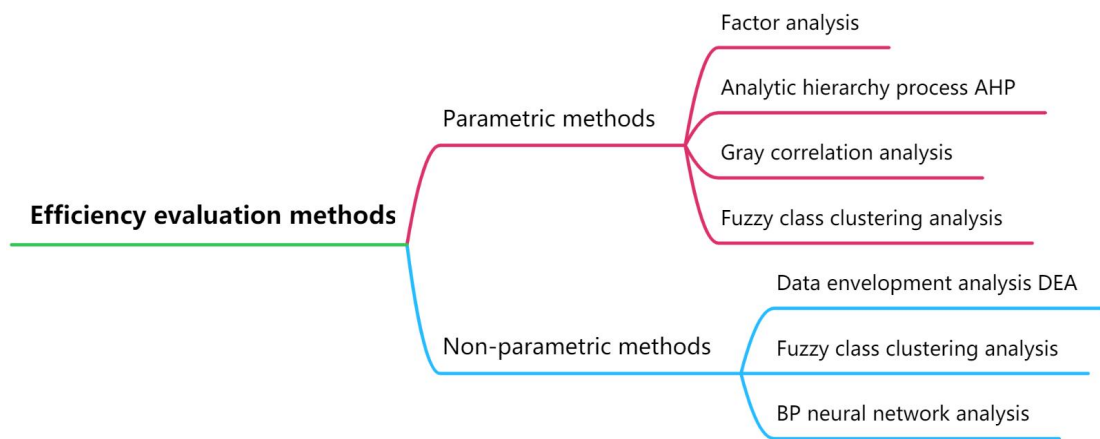 Efficiency evaluation methods
Parametric methods
Factor analysis
Analytic hierarchy process AHP
Gray correlation analysis
Fuzzy class clustering analysis
Non-parametric methods
Data envelopment analysis DEA
Fuzzy class clustering analysis
BP neural network analysis